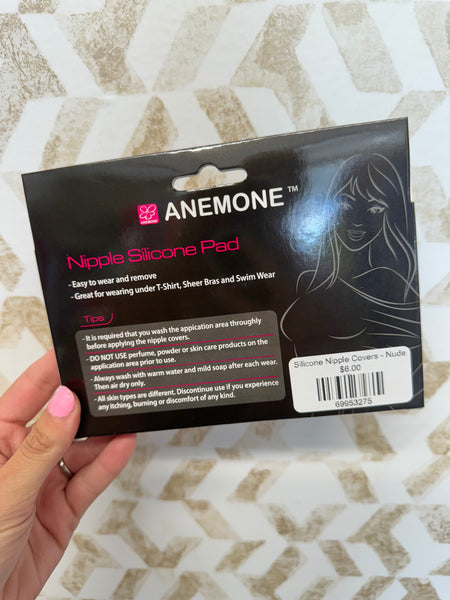 ANEMONE
ANEMONE™
Nipple Silicone Pad
- Easy to wear and remove
- Great for wearing under T-Shirt, Sheer Bras and Swim Wear
Tips
- It is required that you wash the appication area throughly
before applying the nipple covers.
- DO NOT USE perfume, powder or skin care products on the
application area prior to use.
- Always wash with warm water and mild soap after each wear.
Then air dry only.
- All skin types are different. Discontinue use if you experience
any itching, burning or discomfort of any kind.
Silicone Nipple Covers - Nude
$6.00
69953275